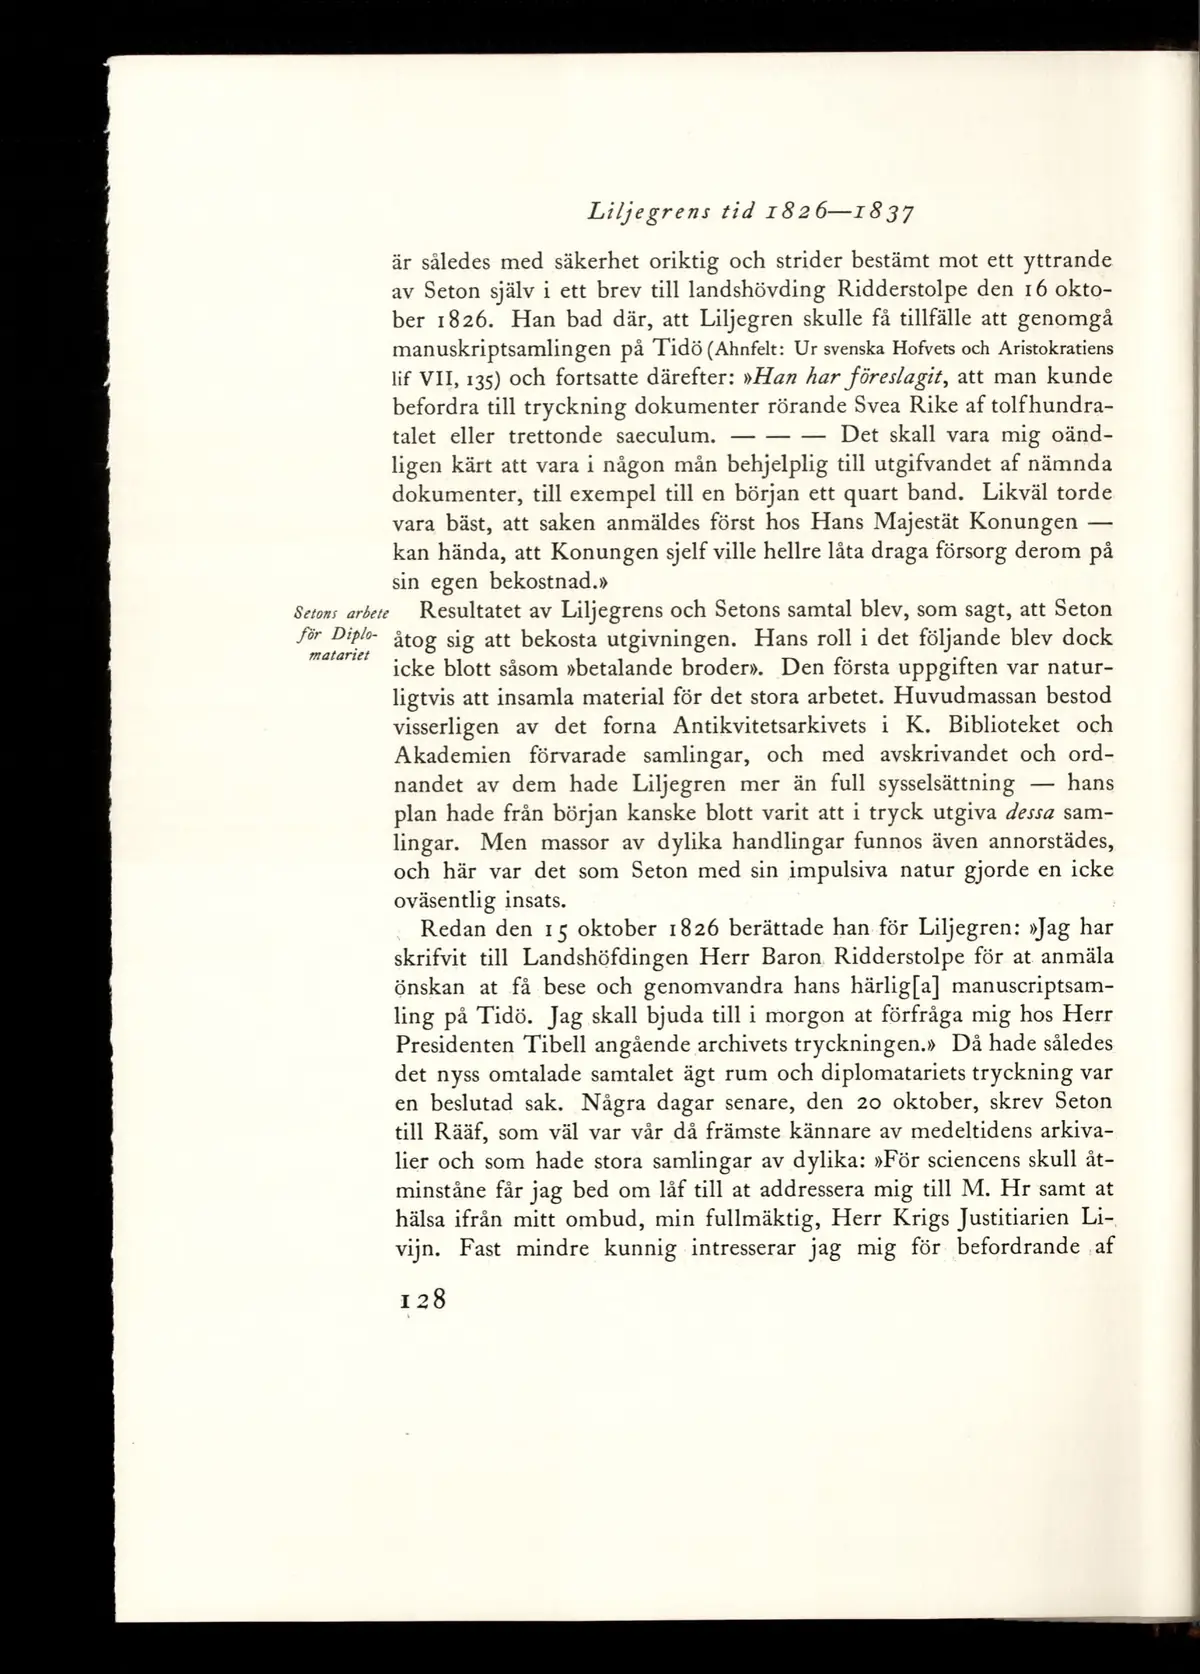 Liljegrens tid 1826—1837
är således med säkerhet oriktig och strider bestämt mot ett yttrande
av Seton själv i ett brev till landshövding Ridderstolpe den 16 okto-
ber 1826. Han bad där, att Liljegren skulle få tillfälle att genomgå
manuskriptsamlingen på Tidö (Ahnfelt: Ur svenska Hofvets och Aristokratiens
lif VII, 135) och fortsatte därefter: »Han har föreslagit, att man kunde
befordra till tryckning dokumenter rörande Svea Rike af tolfhundra-
talet eller trettonde saeculum. — — — Det skall vara mig oänd-
ligen kärt att vara i någon mån behjelplig till utgifvandet af nämnda
dokumenter, till exempel till en början ett quart band. Likväl torde
vara bäst, att saken anmäldes först hos Hans Majestät Konungen —
kan hända, att Konungen sjelf ville hellre låta draga försorg derom på
sin egen bekostnad.»
Setons arbete
för Diplo-
matariet
Resultatet av Liljegrens och Setons samtal blev, som sagt, att Seton
åtog sig att bekosta utgivningen. Hans roll i det följande blev dock
icke blott såsom »betalande broder». Den första uppgiften var natur-
ligtvis att insamla material för det stora arbetet. Huvudmassan bestod
visserligen av det forna Antikvitetsarkivets i K. Biblioteket och
Akademien förvarade samlingar, och med avskrivandet och ord-
nandet av dem hade Liljegren mer än full sysselsättning — hans
plan hade från början kanske blott varit att i tryck utgiva dessa sam-
lingar. Men massor av dylika handlingar funnos även annorstädes,
och här var det som Seton med sin impulsiva natur gjorde en icke
oväsentlig insats.
Redan den 15 oktober 1826 berättade han för Liljegren: »Jag har
skrifvit till Landshöfdingen Herr Baron Ridderstolpe för at anmäla
önskan at få bese och genomvandra hans härlig[a] manuscriptsam-
ling på Tidö. Jag skall bjuda till i morgon at förfråga mig hos Herr
Presidenten Tibell angående archivets tryckningen.» Då hade således
det nyss omtalade samtalet ägt rum och diplomatariets tryckning var
en beslutad sak. Några dagar senare, den 20 oktober, skrev Seton
till Rääf, som väl var vår då främste kännare av medeltidens arkiva-
lier och som hade stora samlingar av dylika: »För sciencens skull åt-
minståne får jag bed om låf till at addressera mig till M. Hr samt at
hälsa ifrån mitt ombud, min fullmäktig, Herr Krigs Justitiarien Li-
vijn. Fast mindre kunnig intresserar jag mig för befordrande af
128